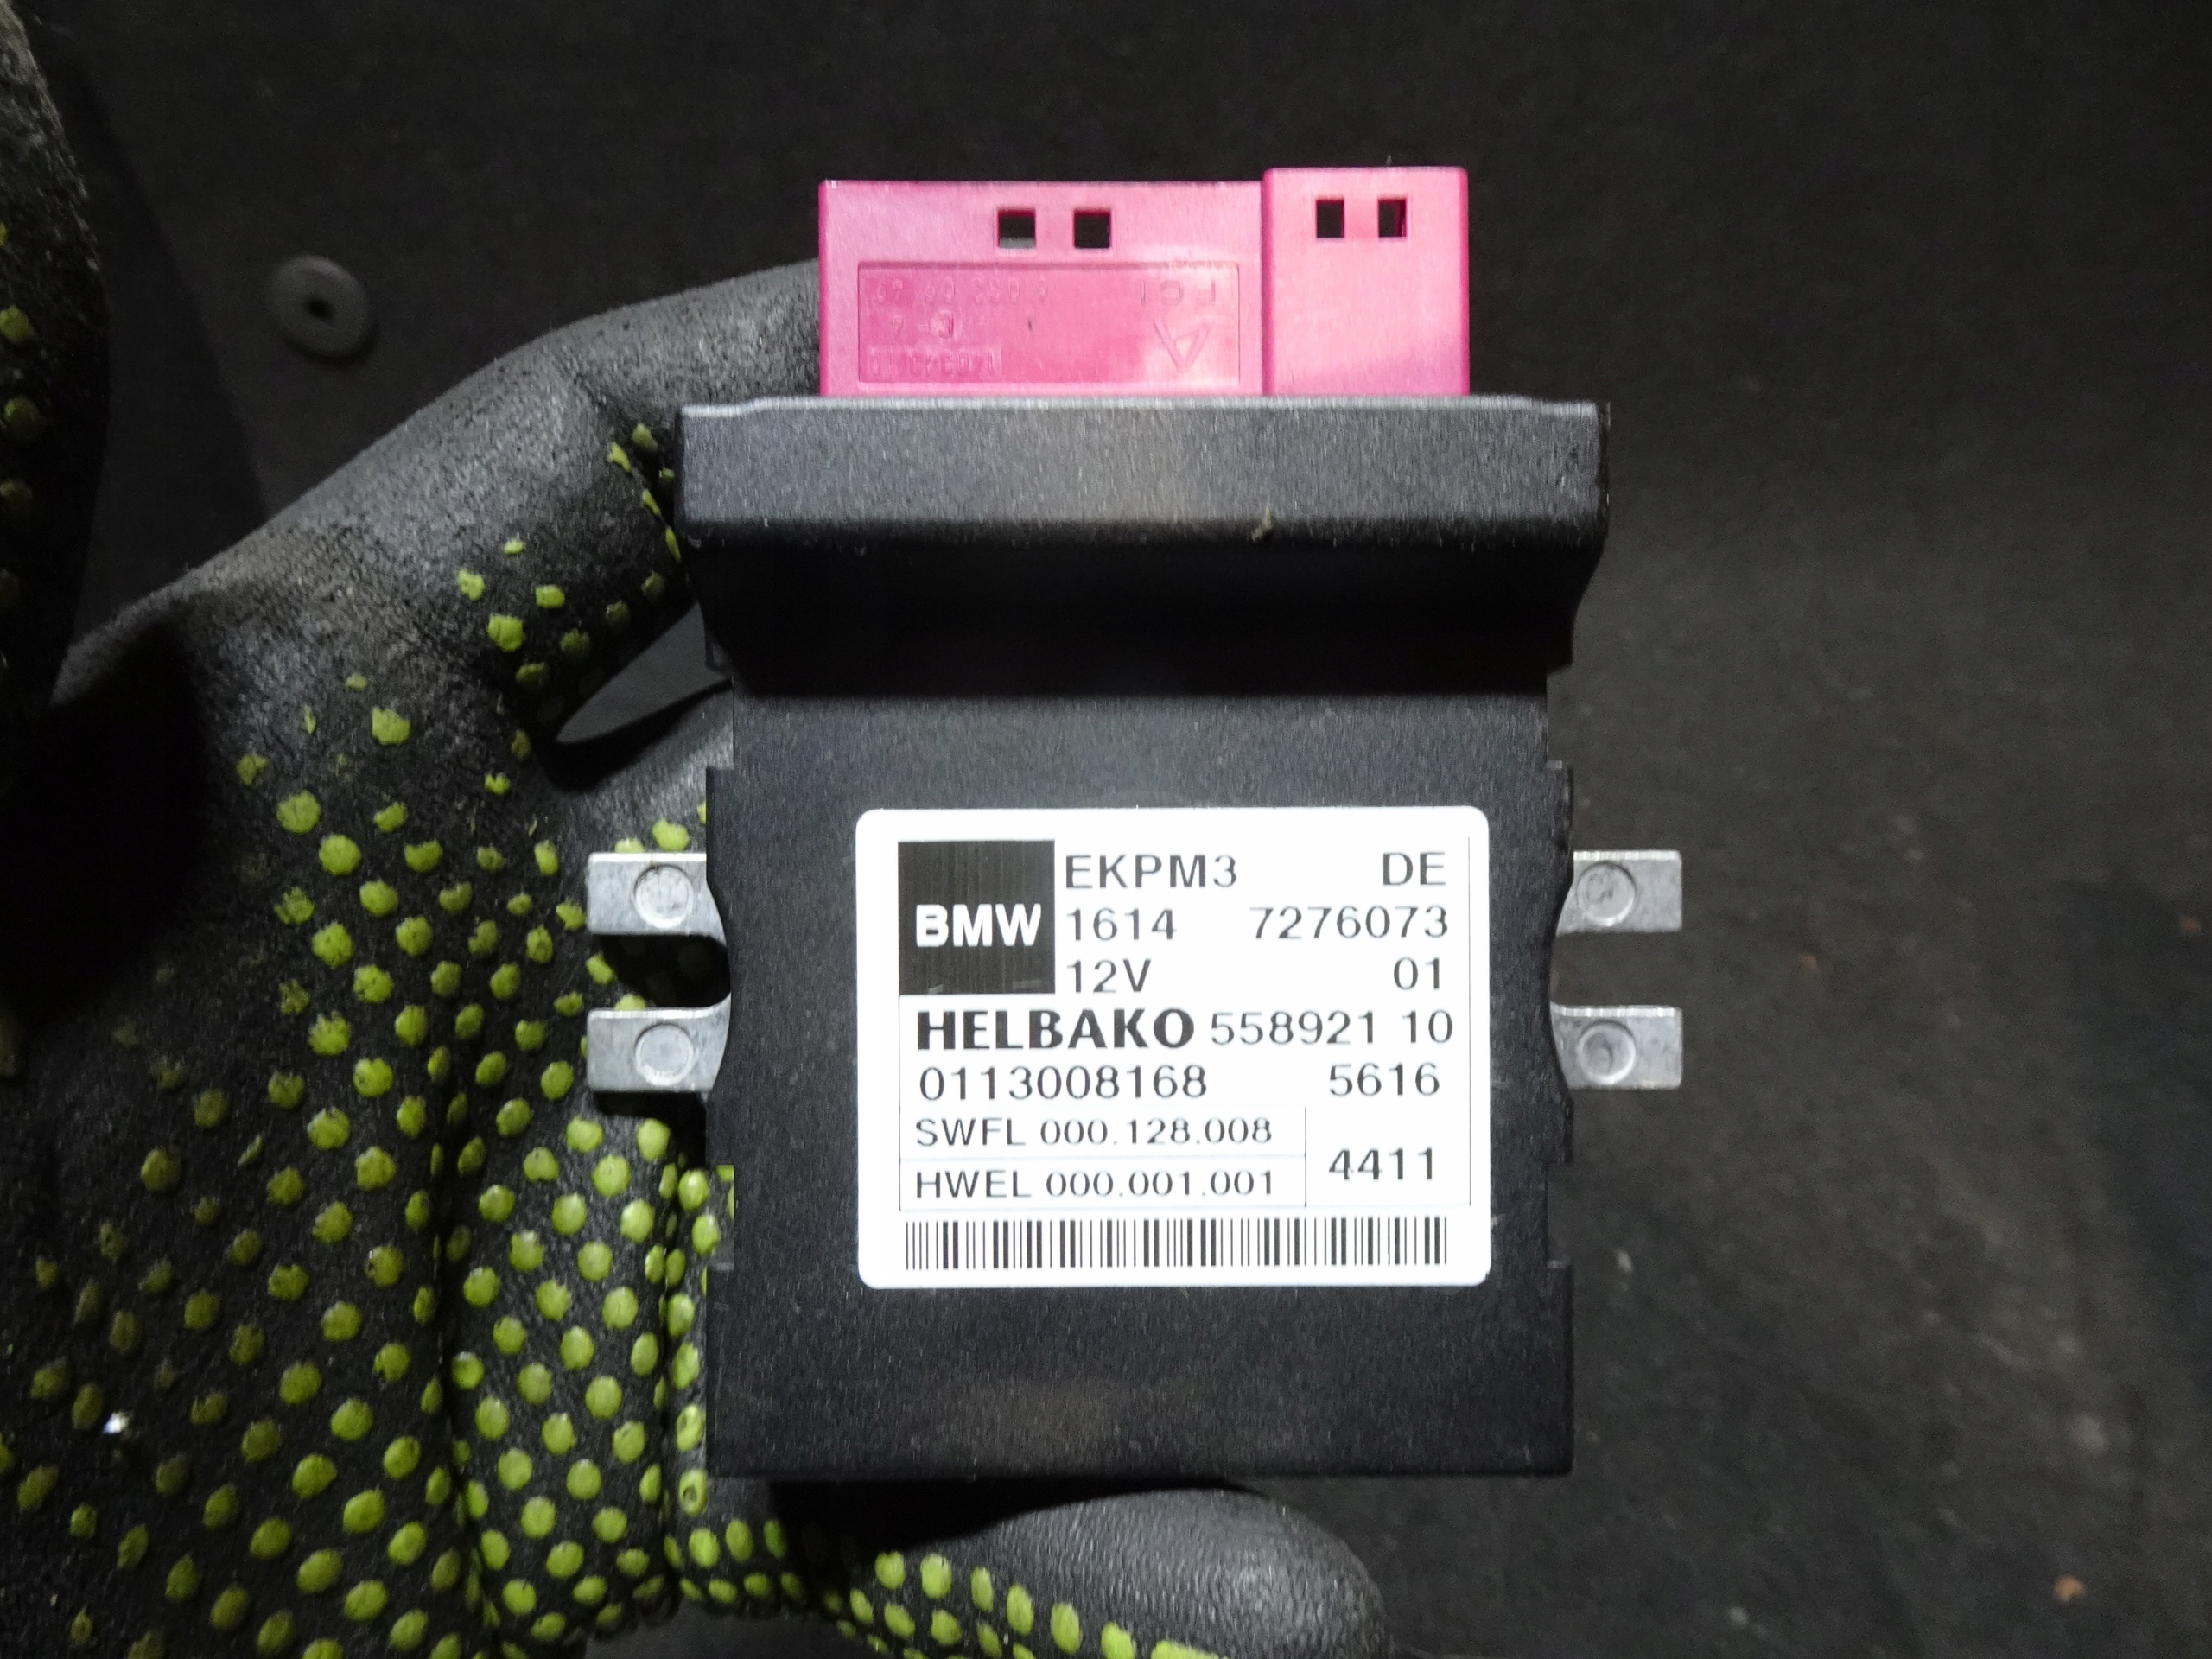 FCI
BMW
EKPM3 DE
1614 7276073
12V 01
HELBAKO 558921 10
0113008168 5616
SWFL 000.128.008
HWEL 000.001.001
4411